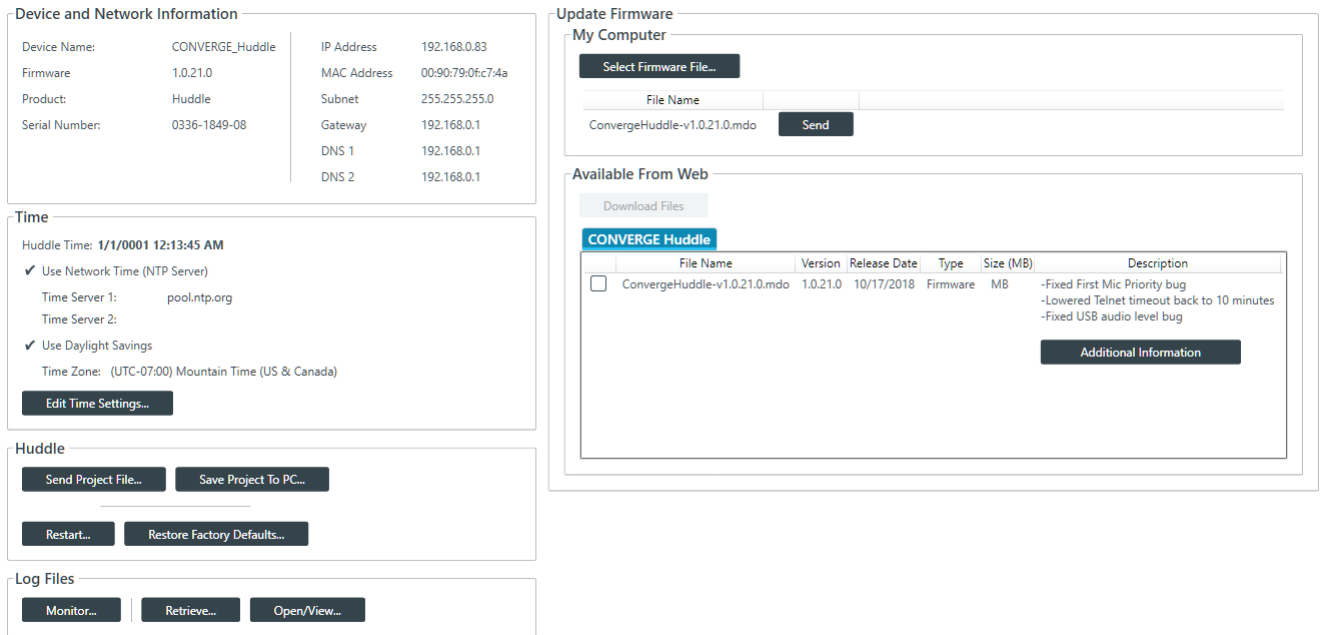 Device and Network Information
Device Name: CONVERGE_Huddle
Firmware 1.0.21.0
Product: Huddle
Serial Number: 0336-1849-08
IP Address 192.168.0.83
MAC Address 00:90:79:0f:c7:4a
Subnet 255.255.255.0
Gateway 192.168.0.1
DNS 1 192.168.0.1
DNS 2 192.168.0.1
Time
Huddle Time: 1/1/0001 12:13:45 AM
✔ Use Network Time (NTP Server)
Time Server 1: pool.ntp.org
Time Server 2:
✔ Use Daylight Savings
Time Zone: (UTC-07:00) Mountain Time (US & Canada)
Edit Time Settings...
Huddle
Send Project File... Save Project To PC...
Restart... Restore Factory Defaults...
Log Files
Monitor... Retrieve... Open/View...
Update Firmware
My Computer
Select Firmware File...
File Name
ConvergeHuddle-v1.0.21.0.mdo Send
Available From Web
Download Files
CONVERGE Huddle
File Name Version Release Date Type Size (MB) Description
ConvergeHuddle-v1.0.21.0.mdo 1.0.21.0 10/17/2018 Firmware MB -Fixed First Mic Priority bug
-Lowered Telnet timeout back to 10 minutes
-Fixed USB audio level bug
Additional Information